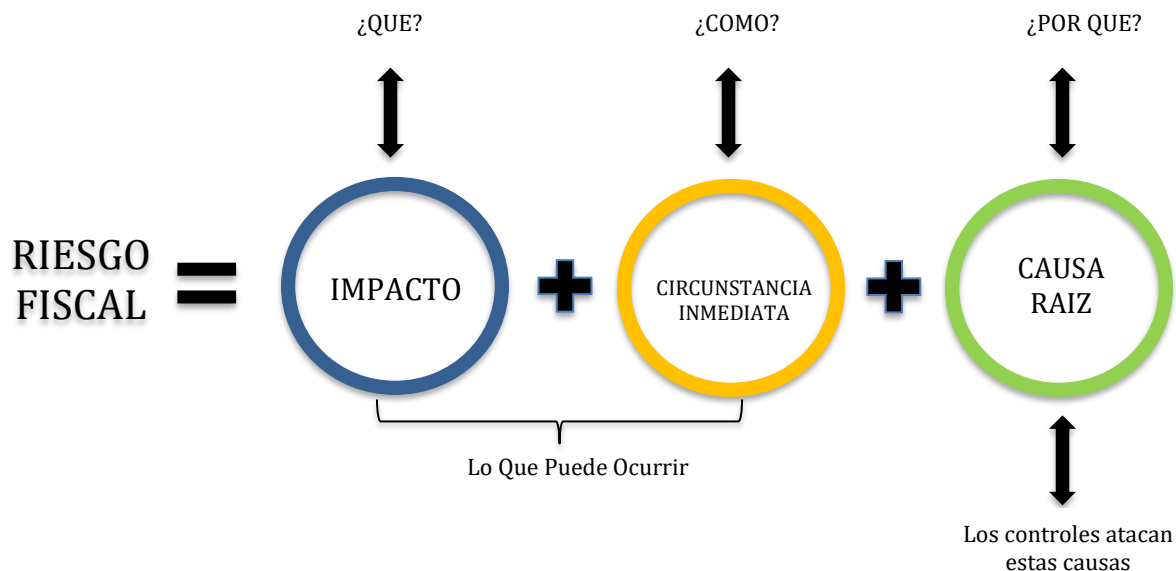 ¿QUE?
¿COMO?
¿POR QUE?
RIESGO
FISCAL
IMPACTO
CIRCUNSTANCIA
INMEDIATA
CAUSA
RAIZ
Lo Que Puede Ocurrir
Los controles atacan
estas causas